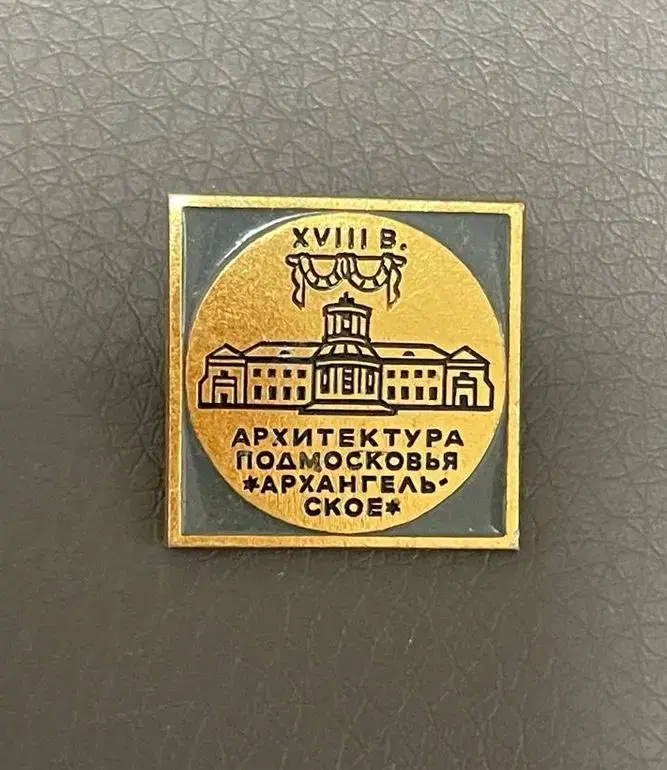 XVIII В.
АРХИТЕКТУРА
ПОДМОСКОВЬЯ
*АРХАНГЕЛЬ-
СКОЕ*